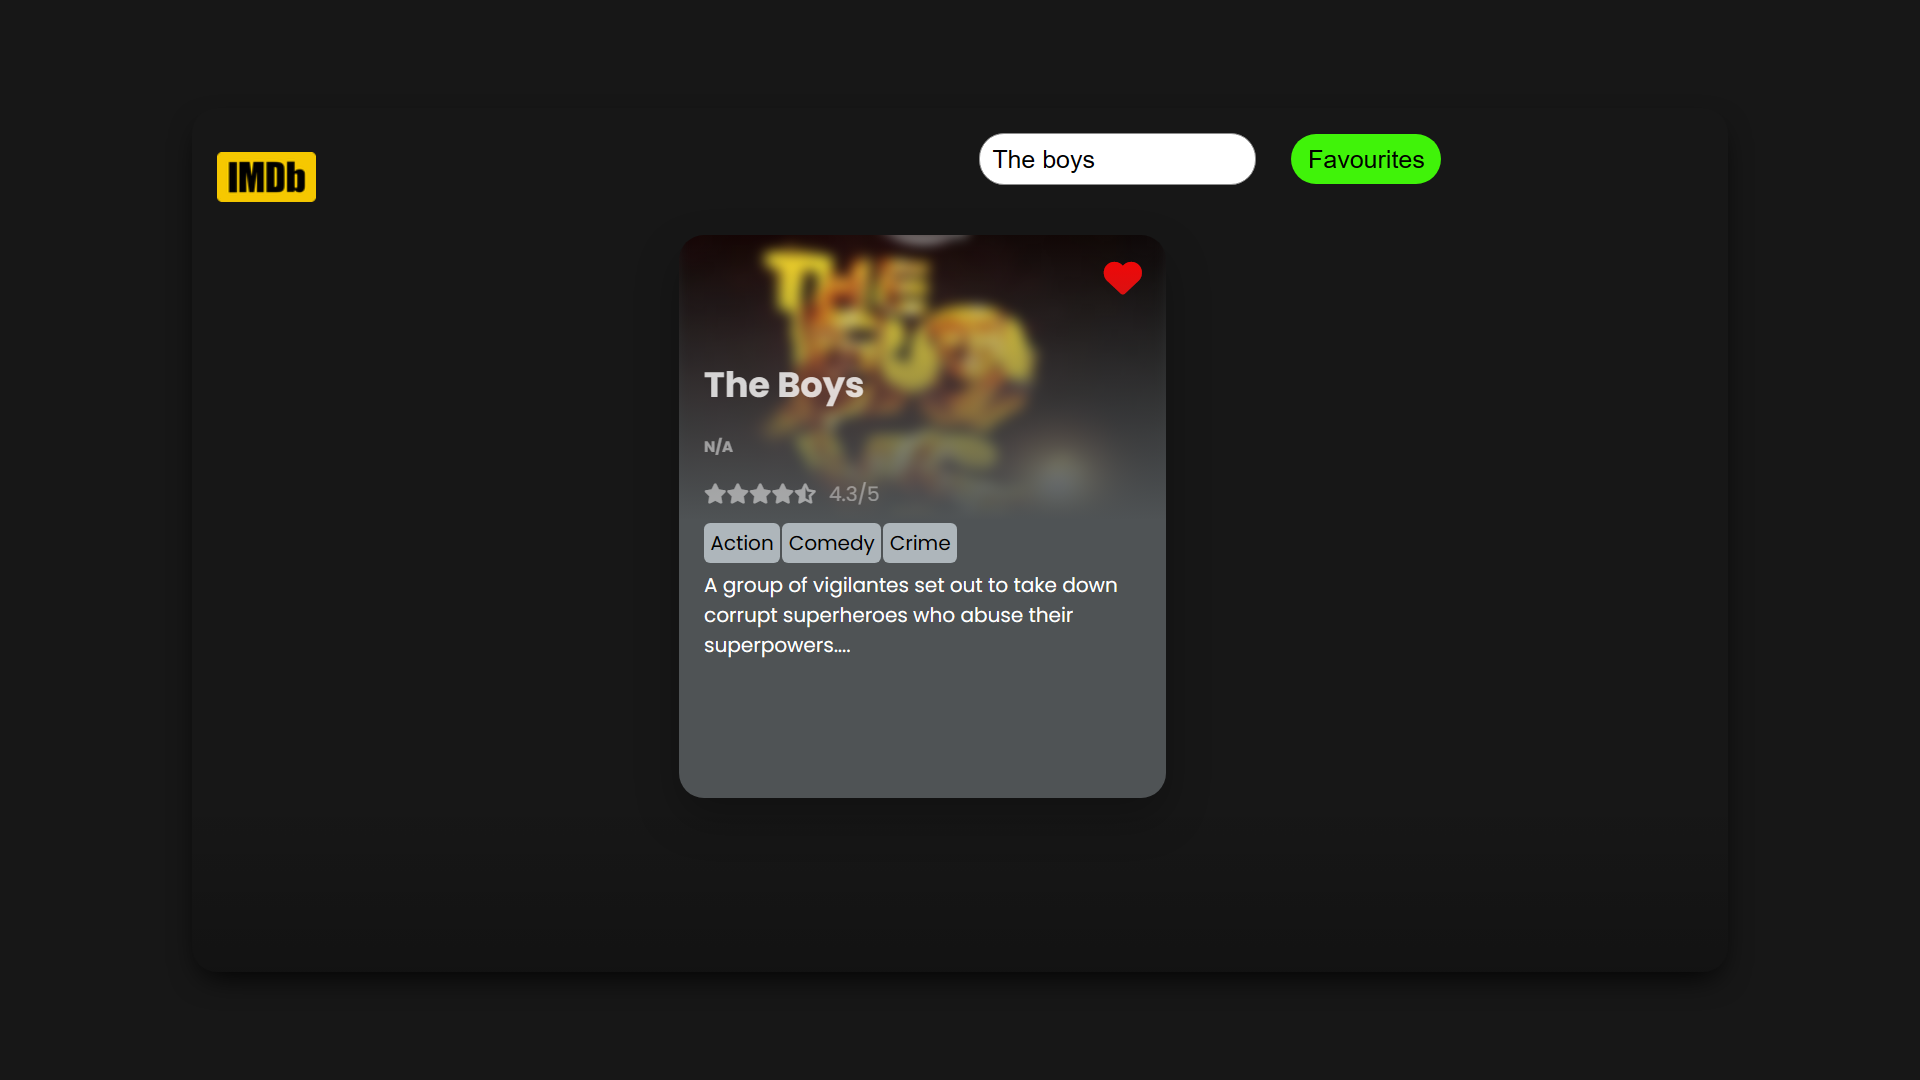 IMDb
The boys
Favourites
THE
The Boys
N/A
4.3/5
Action Comedy Crime
A group of vigilantes set out to take down
corrupt superheroes who abuse their
superpowers....